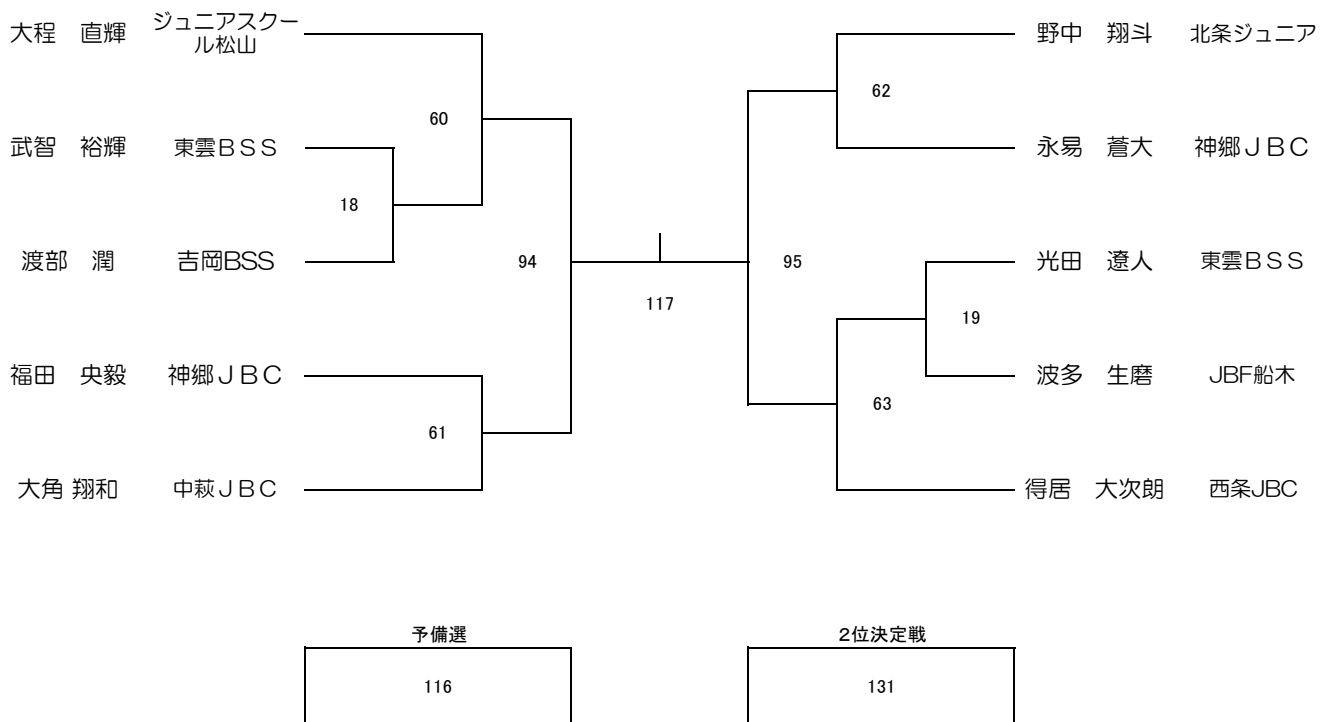 大程　直輝
ジュニアスクー
ル松山
野中　翔斗
北条ジュニア
60
62
武智　裕輝
東雲ＢＳＳ
永易　蒼大
神郷ＪＢＣ
18
渡部　潤
吉岡BSS
94
95
光田　遼人
東雲ＢＳＳ
117
19
福田　央毅
神郷ＪＢＣ
波多　生磨
JBF船木
61
63
大角 翔和
中萩ＪＢＣ
得居　大次朗
西条JBC
予備選
2位決定戦
116
131